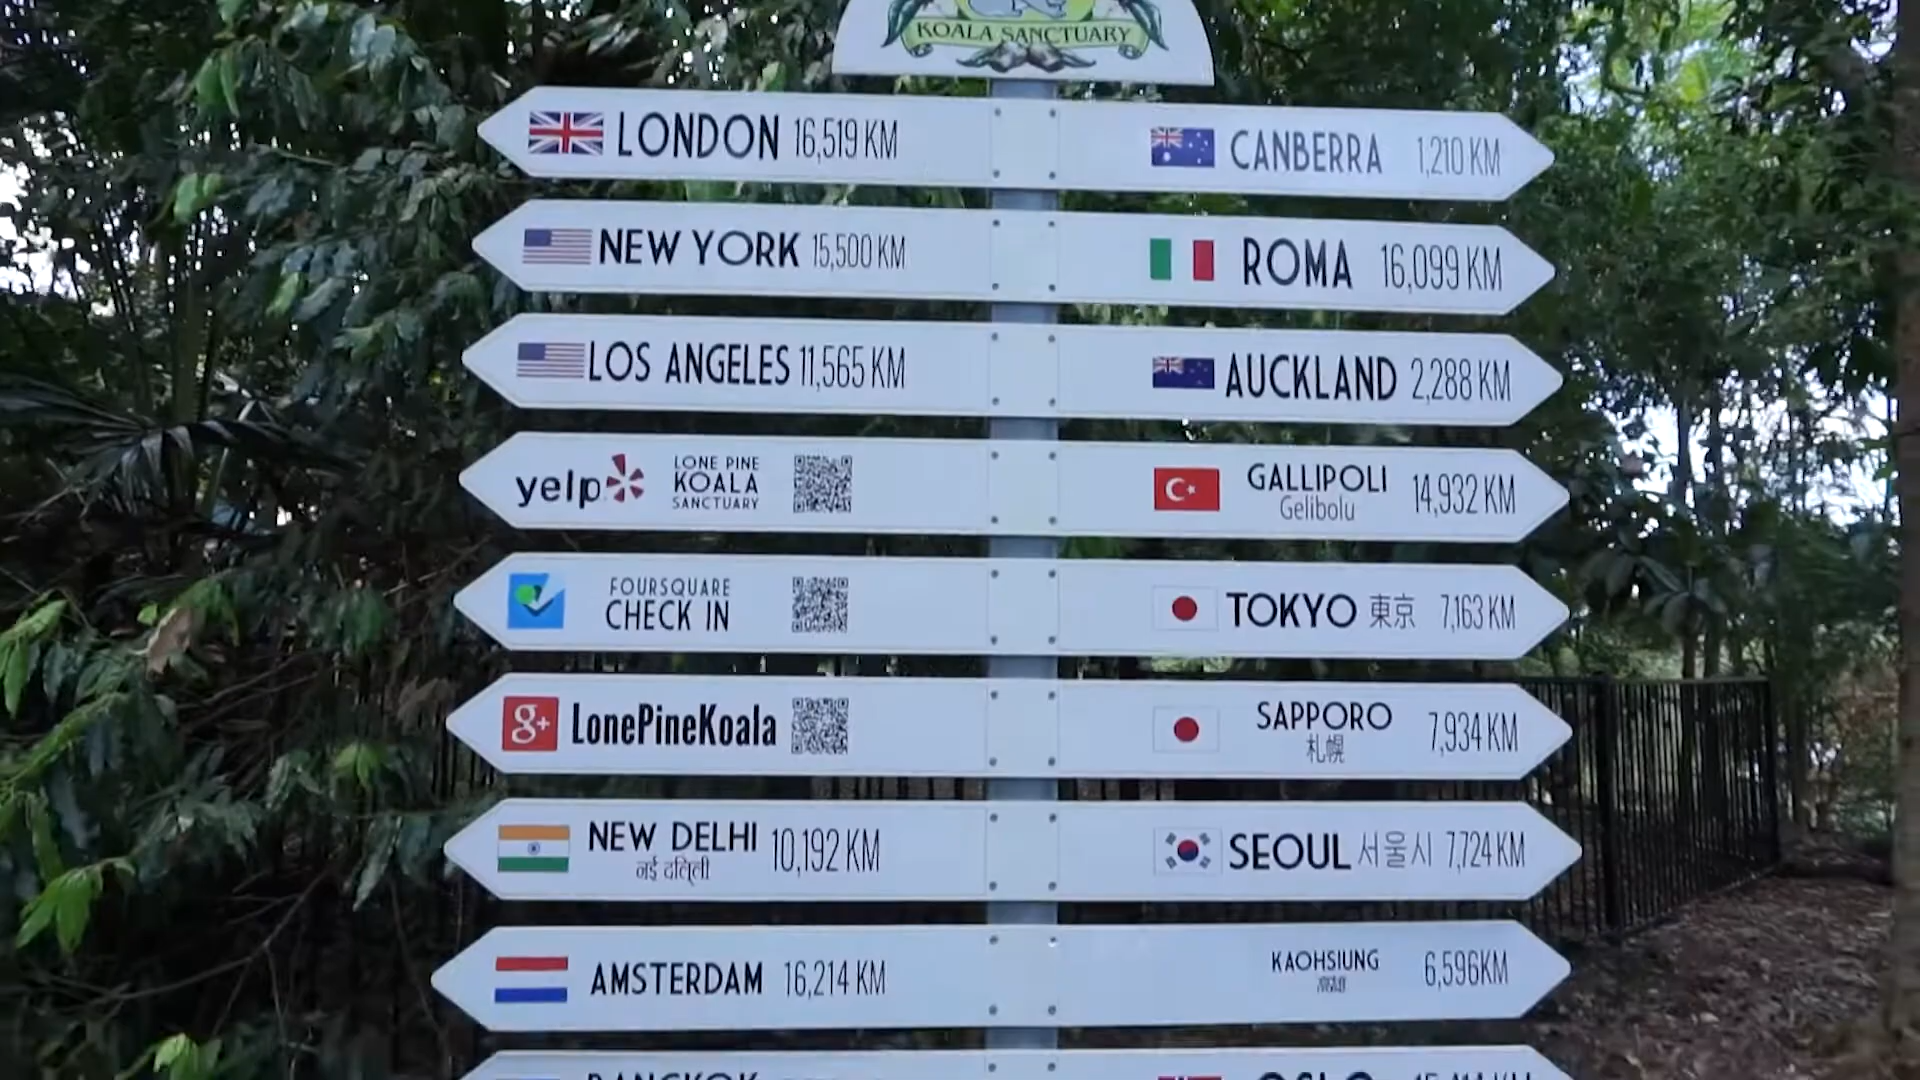 KOALA SANCTUARY
LONDON 16,519 KM
CANBERRA 1,210 KM
NEW YORK 15,500 KM
ROMA 16,099 KM
LOS ANGELES 11,565 KM
AUCKLAND 2,288 KM
yelp
LONE PINE
KOALA
SANCTUARY
GALLIPOLI
Gelibolu
14,932 KM
FOURSQUARE
CHECK IN
TOKYO 東京 7,163 KM
g+ LonePineKoala
SAPPORO
札幌
7,934 KM
NEW DELHI
नई दिल्ली
10,192 KM
SEOUL 서울시 7,724 KM
AMSTERDAM 16,214 KM
KAOHSIUNG
6,596KM
BANGKOK
OSLO